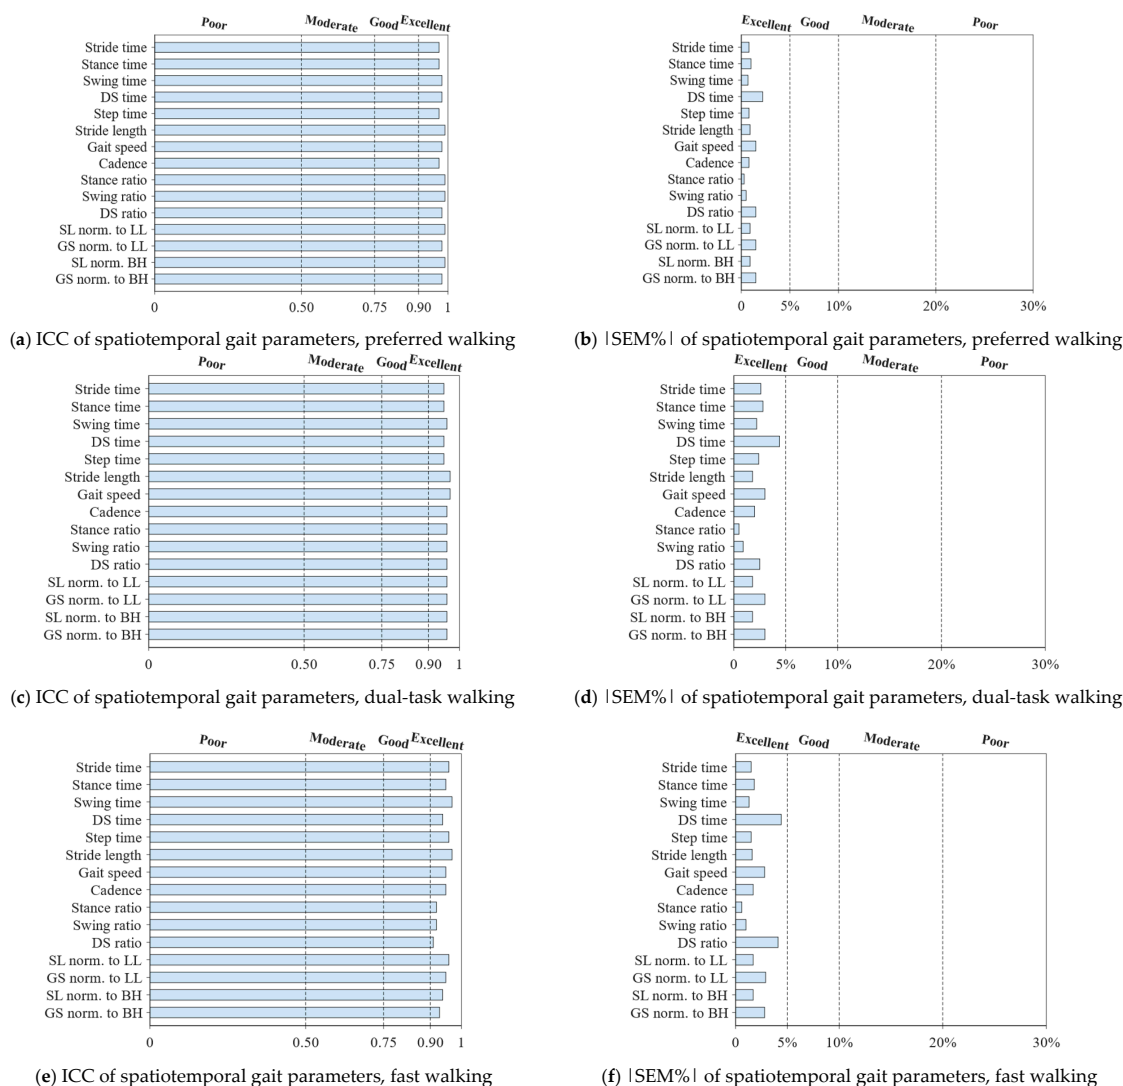 Poor Moderate Good Excellent
Stride time
Stance time
Swing time
DS time
Step time
Stride length
Gait speed
Cadence
Stance ratio
Swing ratio
DS ratio
SL norm. to LL
GS norm. to LL
SL norm. BH
GS norm. to BH
0 0.50 0.75 0.90 1
(a) ICC of spatiotemporal gait parameters, preferred walking
Excellent Good Moderate Poor
Stride time
Stance time
Swing time
DS time
Step time
Stride length
Gait speed
Cadence
Stance ratio
Swing ratio
DS ratio
SL norm. to LL
GS norm. to LL
SL norm. BH
GS norm. to BH
0 5% 10% 20% 30%
(b) |SEM%| of spatiotemporal gait parameters, preferred walking
Poor Moderate Good Excellent
Stride time
Stance time
Swing time
DS time
Step time
Stride length
Gait speed
Cadence
Stance ratio
Swing ratio
DS ratio
SL norm. to LL
GS norm. to LL
SL norm. to BH
GS norm. to BH
0 0.50 0.75 0.90 1
(c) ICC of spatiotemporal gait parameters, dual-task walking
Excellent Good Moderate Poor
Stride time
Stance time
Swing time
DS time
Step time
Stride length
Gait speed
Cadence
Stance ratio
Swing ratio
DS ratio
SL norm. to LL
GS norm. to LL
SL norm. to BH
GS norm. to BH
0 5% 10% 20% 30%
(d) |SEM%| of spatiotemporal gait parameters, dual-task walking
Poor Moderate Good Excellent
Stride time
Stance time
Swing time
DS time
Step time
Stride length
Gait speed
Cadence
Stance ratio
Swing ratio
DS ratio
SL norm. to LL
GS norm. to LL
SL norm. to BH
GS norm. to BH
0 0.50 0.75 0.90 1
(e) ICC of spatiotemporal gait parameters, fast walking
Excellent Good Moderate Poor
Stride time
Stance time
Swing time
DS time
Step time
Stride length
Gait speed
Cadence
Stance ratio
Swing ratio
DS ratio
SL norm. to LL
GS norm. to LL
SL norm. to BH
GS norm. to BH
0 5% 10% 20% 30%
(f) |SEM%| of spatiotemporal gait parameters, fast walking